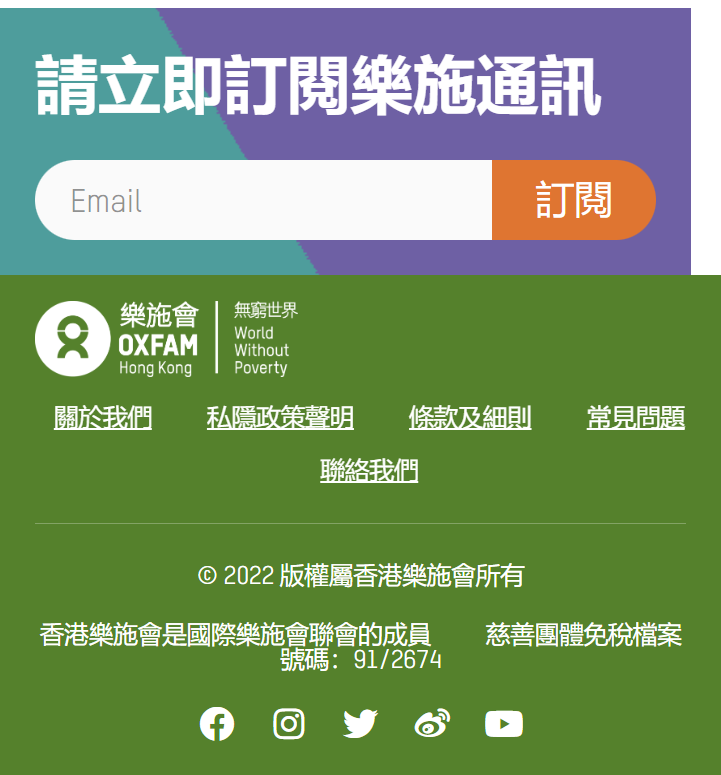 請立即訂閱樂施通訊
Email 訂閱
樂施會
OXFAM
Hong Kong
無窮世界
World
Without
Poverty
關於我們 私隱政策聲明 條款及細則 常見問題
聯絡我們
© 2022 版權屬香港樂施會所有
香港樂施會是國際樂施會聯會的成員 慈善團體免稅檔案
號碼：91/2674